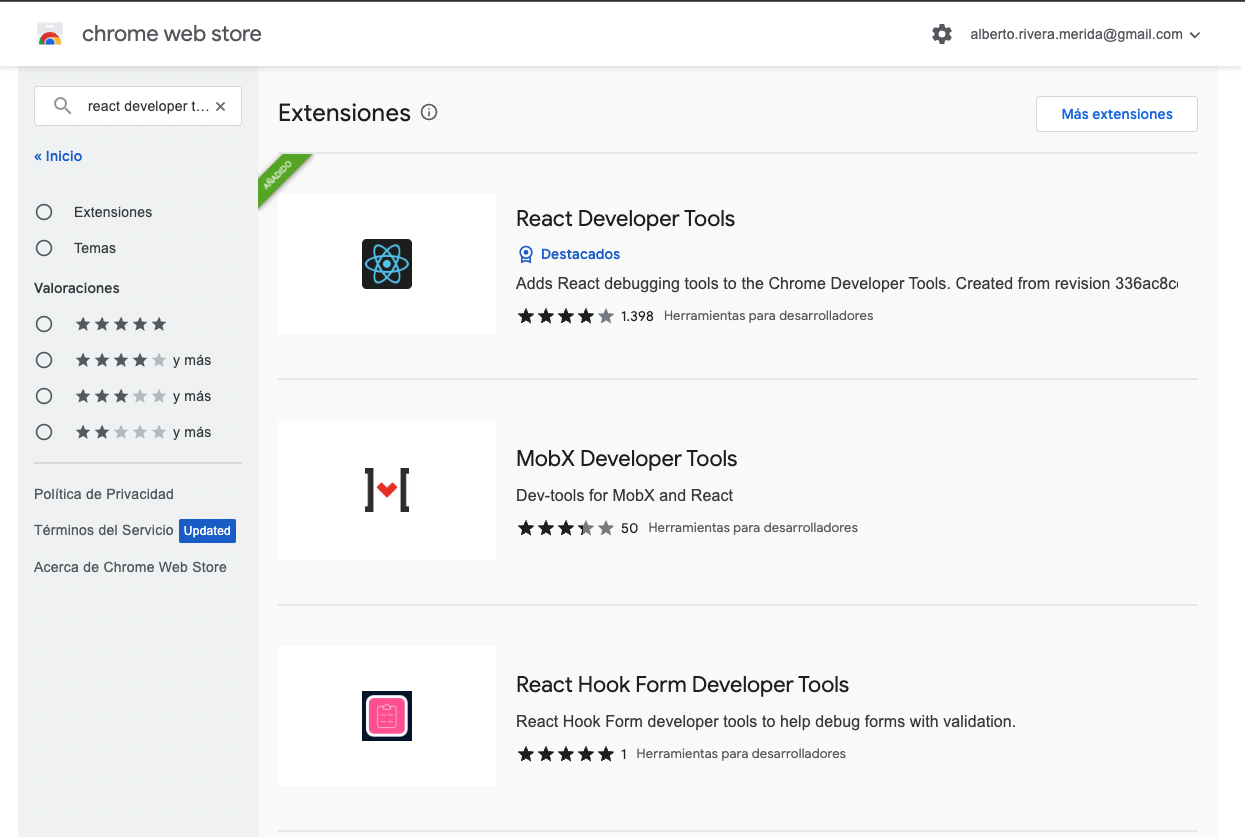 chrome web store
alberto.rivera.merida@gmail.com
react developer t...
« Inicio
Extensiones
Temas
Valoraciones
y más
y más
y más
Política de Privacidad
Términos del Servicio Updated
Acerca de Chrome Web Store
Extensiones
Más extensiones
AÑADIDO
React Developer Tools
Destacados
Adds React debugging tools to the Chrome Developer Tools. Created from revision 336ac8c
1.398 Herramientas para desarrolladores
MobX Developer Tools
Dev-tools for MobX and React
50 Herramientas para desarrolladores
React Hook Form Developer Tools
React Hook Form developer tools to help debug forms with validation.
1 Herramientas para desarrolladores